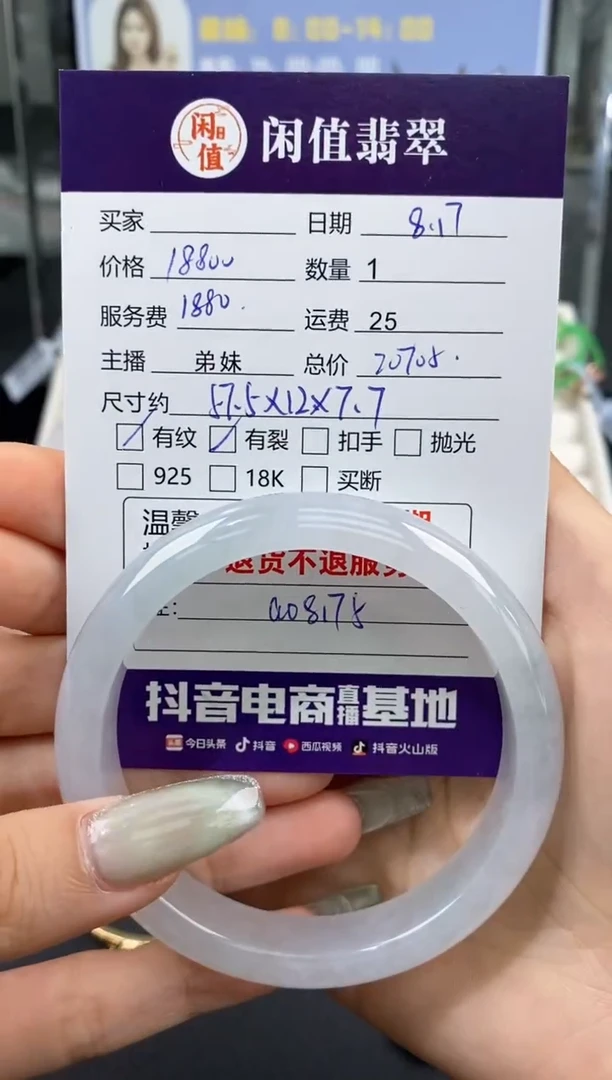 闲值 闲值翡翠
买家 日期 8.17
价格 18800 数量 1
服务费 1880. 运费 25
主播 弟妹 总价 20705.
尺寸约 57.5X12X7.7
有纹 有裂 扣手 抛光
925 18K 买断
温馨
退货不退服务
008175
抖音电商直播基地
今日头条 抖音 西瓜视频 抖音火山版